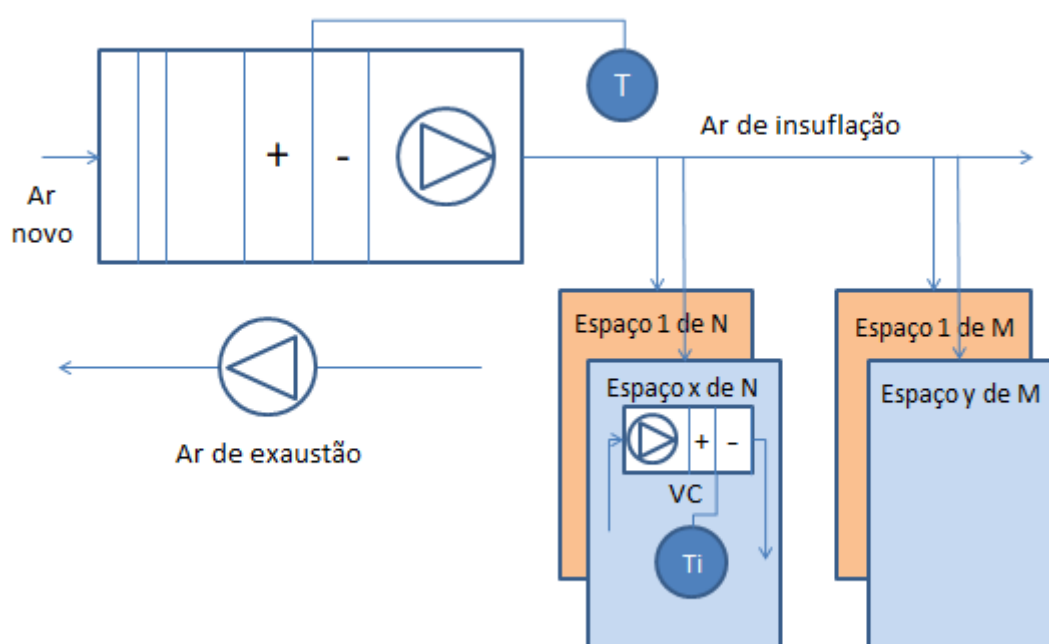 T
Ar de insuflação
+ -
Ar
novo
Espaço 1 de N
Espaço 1 de M
Espaço x de N
Espaço y de M
+ -
VC
Ar de exaustão
Ti